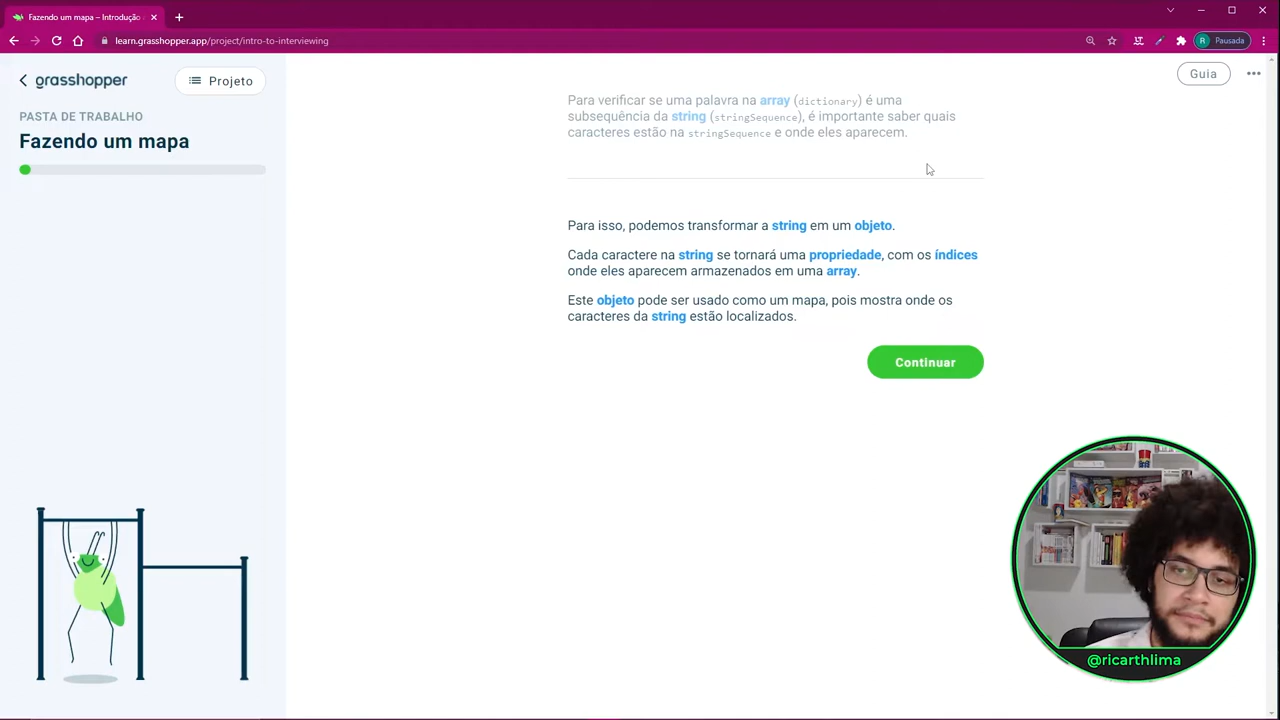 Fazendo um mapa – Introdução
learn.grasshopper.app/project/intro-to-interviewing
R Pausada
grasshopper
Projeto
Guia
PASTA DE TRABALHO
Fazendo um mapa
Para verificar se uma palavra na array (dictionary) é uma
subsequência da string (stringSequence), é importante saber quais
caracteres estão na stringSequence e onde eles aparecem.
Para isso, podemos transformar a string em um objeto.
Cada caractere na string se tornará uma propriedade, com os índices
onde eles aparecem armazenados em uma array.
Este objeto pode ser usado como um mapa, pois mostra onde os
caracteres da string estão localizados.
Continuar
@ricarthlima